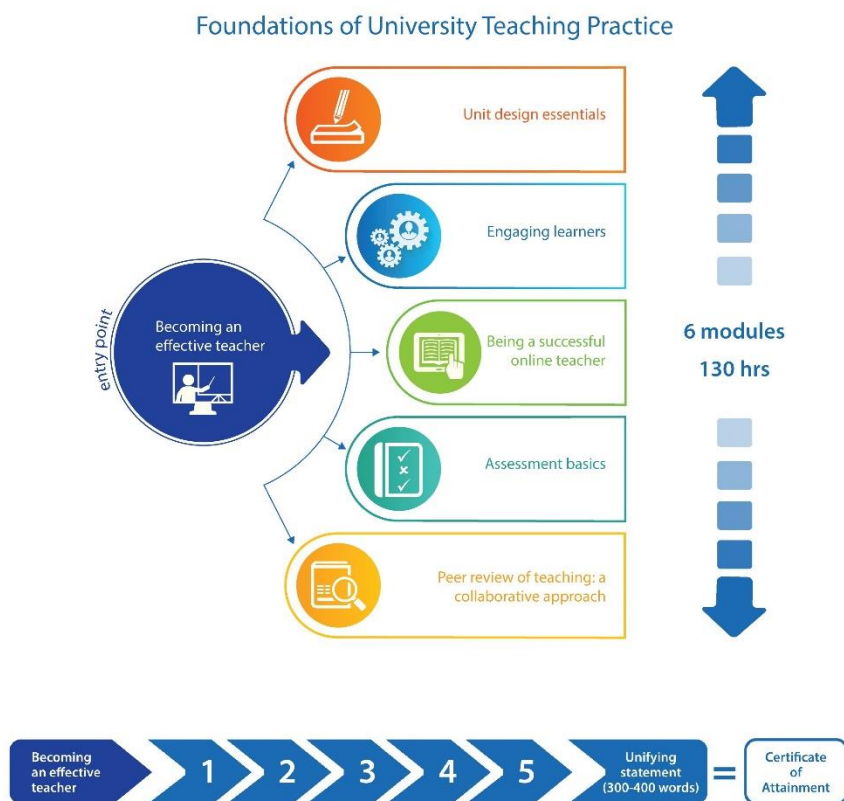 Foundations of University Teaching Practice
Unit design essentials
Engaging learners
entry point
Becoming an
effective teacher
Being a successful
online teacher
6 modules
130 hrs
Assessment basics
Peer review of teaching: a
collaborative approach
Becoming
an effective
teacher
1
2
3
4
5
Unifying
statement
(300-400 words)
=
Certificate
of
Attainment